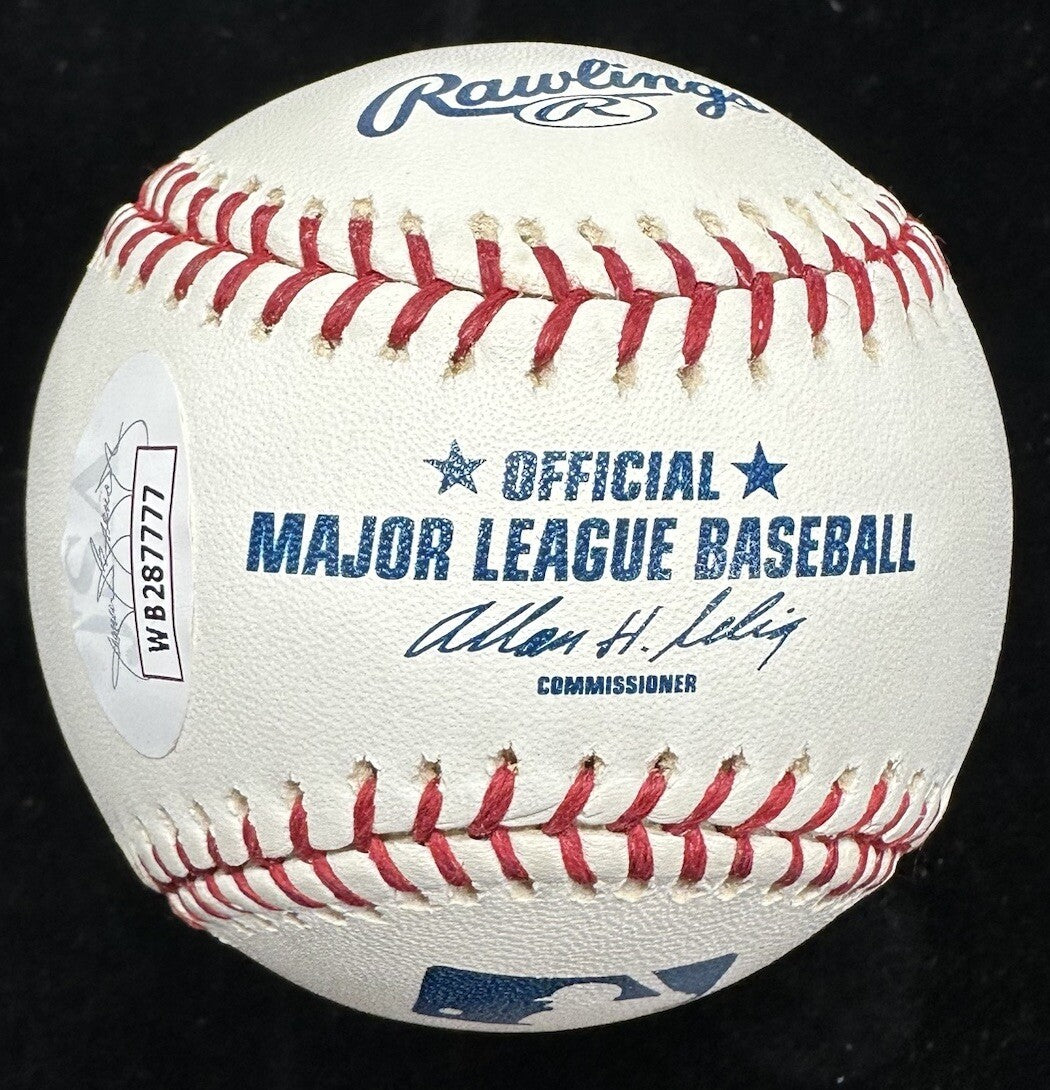 Rawlings
R
★ OFFICIAL ★
MAJOR LEAGUE BASEBALL
Allan H. Selig
COMMISSIONER
WB287777